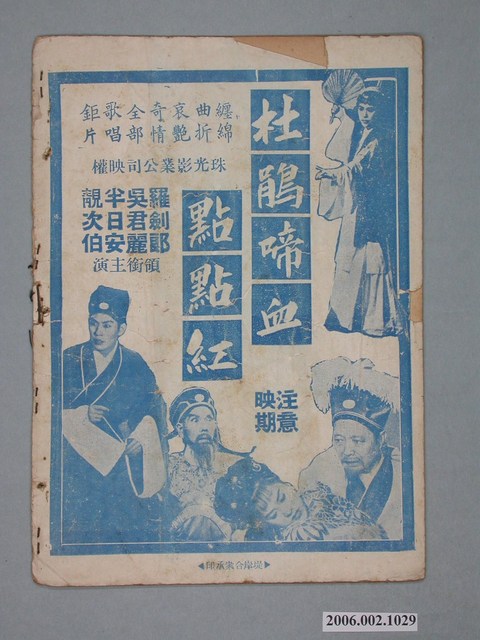 杜鵑啼血
點點紅
纏綿
曲折
哀艷
奇情
全部
歌唱
鉅片
珠光影業公司映權
羅劍郎
吳君麗
半日安
靚次伯
領銜主演
注意
映期
2006.002.1029